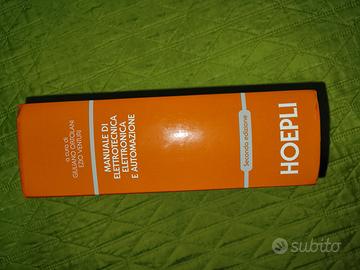 a cura di
GIULIANO ORTOLANI
EZIO VENTURI
MANUALE DI
ELETTROTECNICA
ELETTRONICA
E AUTOMAZIONE
Seconda edizione
HOEPLI
subito